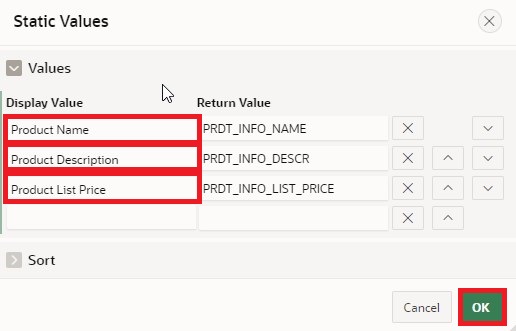 Static Values
Values
Display Value Return Value
Product Name PRDT_INFO_NAME
Product Description PRDT_INFO_DESCR
Product List Price PRDT_INFO_LIST_PRICE
Sort
Cancel OK